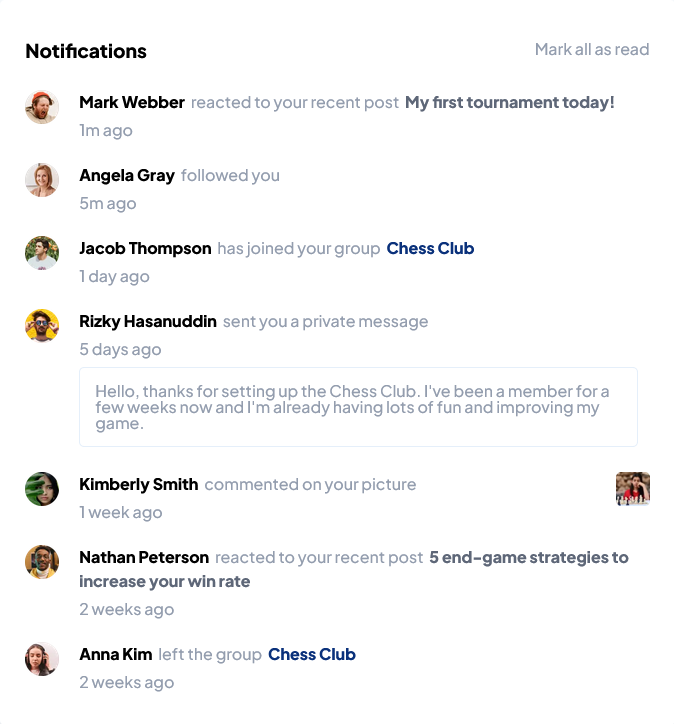 Notifications
Mark all as read
Mark Webber reacted to your recent post My first tournament today!
1m ago
Angela Gray followed you
5m ago
Jacob Thompson has joined your group Chess Club
1 day ago
Rizky Hasanuddin sent you a private message
5 days ago
Hello, thanks for setting up the Chess Club. I've been a member for a
few weeks now and I'm already having lots of fun and improving my
game.
Kimberly Smith commented on your picture
1 week ago
Nathan Peterson reacted to your recent post 5 end-game strategies to
increase your win rate
2 weeks ago
Anna Kim left the group Chess Club
2 weeks ago